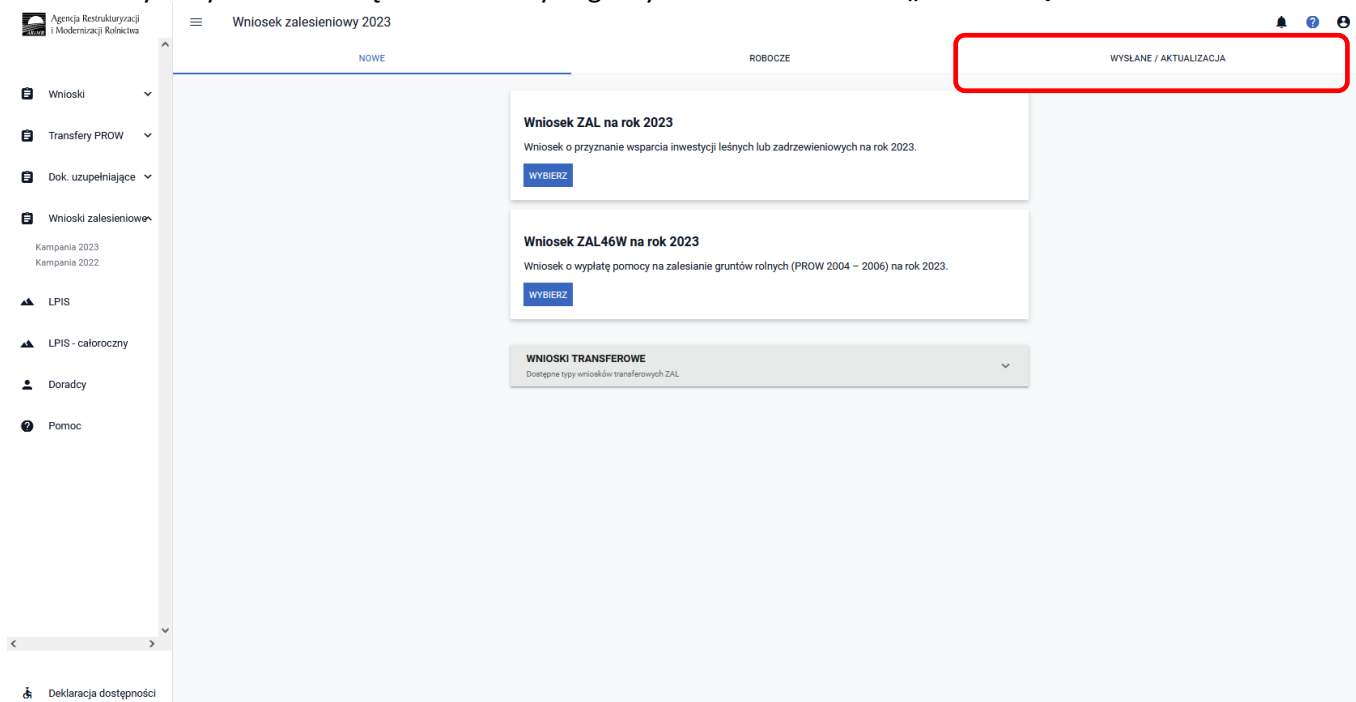 Agencja Restrukturyzacji
i Modernizacji Rolnictwa
Wniosek zalesieniowy 2023
NOWE
ROBOCZE
WYSŁANE / AKTUALIZACJA
Wnioski
Transfery PROW
Dok. uzupełniające
Wnioski zalesieniowe
Kampania 2023
Kampania 2022
LPIS
LPIS - całoroczny
Doradcy
Pomoc
Deklaracja dostępności
Wniosek ZAL na rok 2023
Wniosek o przyznanie wsparcia inwestycji leśnych lub zadrzewieniowych na rok 2023.
WYBIERZ
Wniosek ZAL46W na rok 2023
Wniosek o wypłatę pomocy na zalesianie gruntów rolnych (PROW 2004 – 2006) na rok 2023.
WYBIERZ
WNIOSKI TRANSFEROWE
Dostępne typy wniosków transferowych ZAL